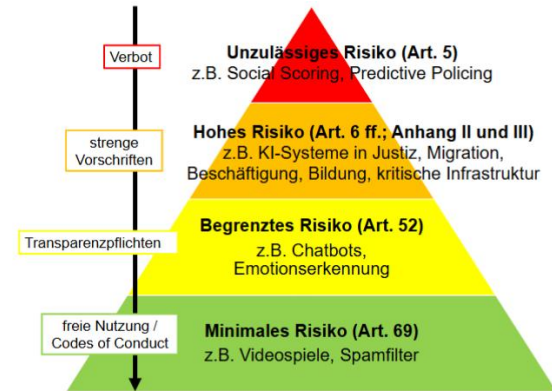 Verbot
Unzulässiges Risiko (Art. 5)
z.B. Social Scoring, Predictive Policing
strenge
Vorschriften
Hohes Risiko (Art. 6 ff.; Anhang II und III)
z.B. KI-Systeme in Justiz, Migration,
Beschäftigung, Bildung, kritische Infrastruktur
Transparenzpflichten
Begrenztes Risiko (Art. 52)
z.B. Chatbots,
Emotionserkennung
freie Nutzung /
Codes of Conduct
Minimales Risiko (Art. 69)
z.B. Videospiele, Spamfilter